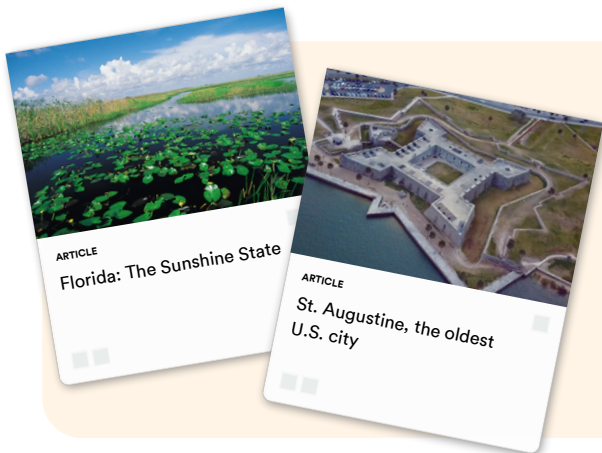 ARTICLE
Florida: The Sunshine State
ARTICLE
St. Augustine, the oldest
U.S. city